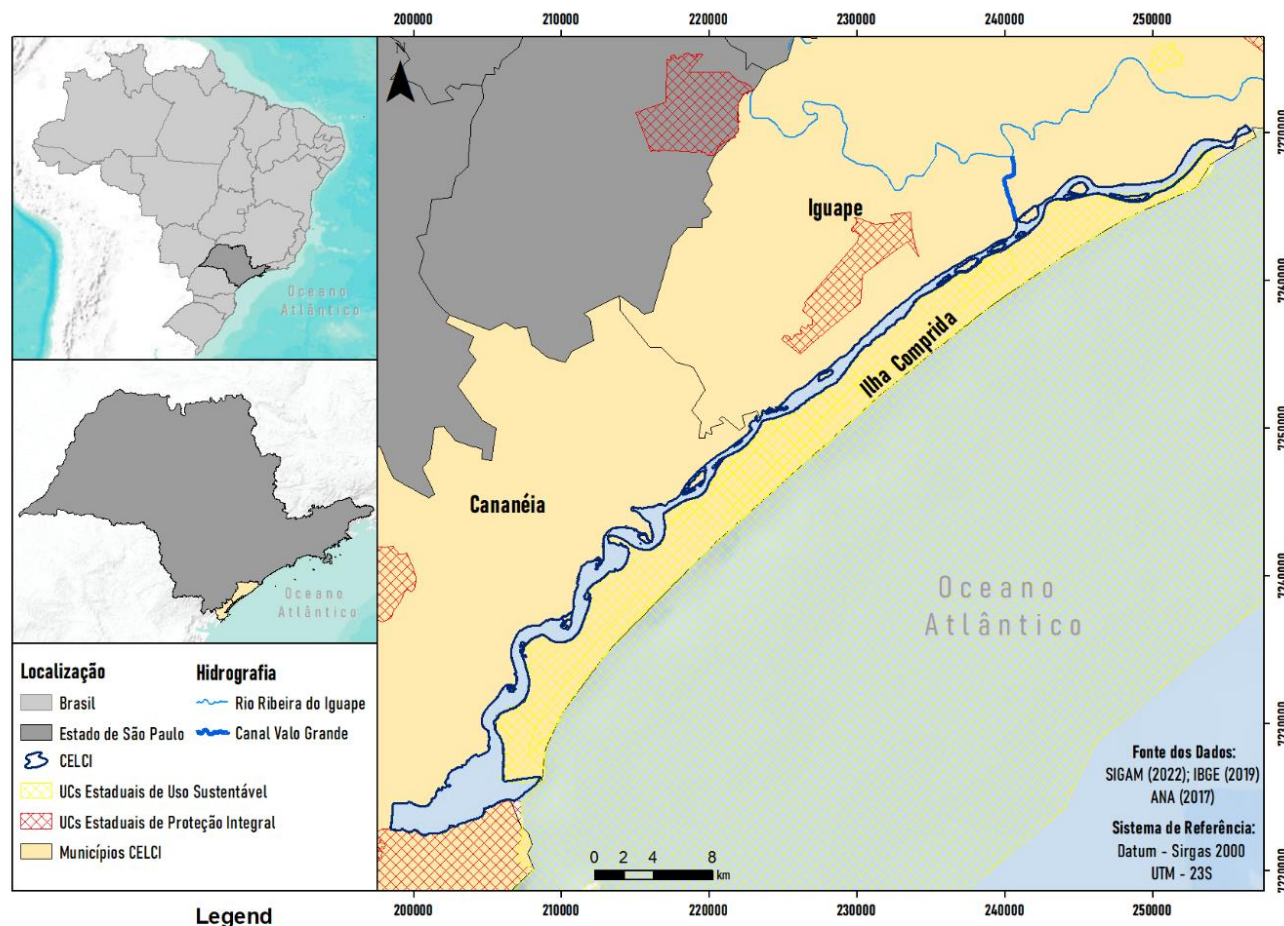 200000 210000 220000 230000 240000 250000
N
Oceano
Atlântico
Oceano
Atlântico
Iguape
Ilha Comprida
Cananéia
Oceano
Atlântico
7250000
7240000
7220000
Localização
Brasil
Estado de São Paulo
CELCI
UCs Estaduais de Uso Sustentável
UCs Estaduais de Proteção Integral
Municípios CELCI
Hidrografia
Rio Ribeira do Iguape
Canal Valo Grande
0 2 4 8
km
Fonte dos Dados:
SIGAM (2022); IBGE (2019)
ANA (2017)
Sistema de Referência:
Datum - Sirgas 2000
UTM - 23S
200000 210000 220000 230000 240000 250000
Legend